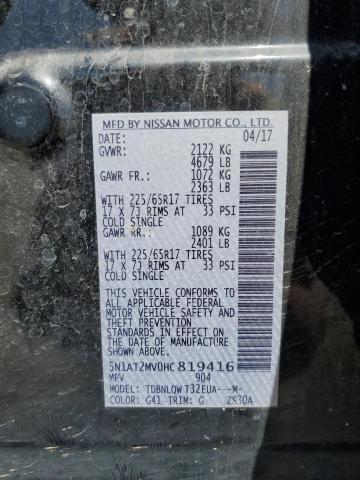 MFD BY NISSAN MOTOR CO., LTD.
DATE: 04/17
GVWR: 2122 KG
4679 LB
GAWR FR.: 1072 KG
2363 LB
WITH 225/65R17 TIRES
17 X 7J RIMS AT 33 PSI
COLD SINGLE
GAWR RR.: 1089 KG
2401 LB
WITH 225/65R17 TIRES
17 X 7J RIMS AT 33 PSI
COLD SINGLE
THIS VEHICLE CONFORMS TO
ALL APPLICABLE FEDERAL
MOTOR VEHICLE SAFETY
BUMPER, AND THEFT PREVENTION
STANDARDS IN EFFECT ON
THE DATE OF MANUFACTURE
SHOWN ABOVE.
5N1AT2MV0HC 819416
MPV 904
MODEL: TDBNLQW T32EUA---M-
COLOR: G41 TRIM: G ZS30A